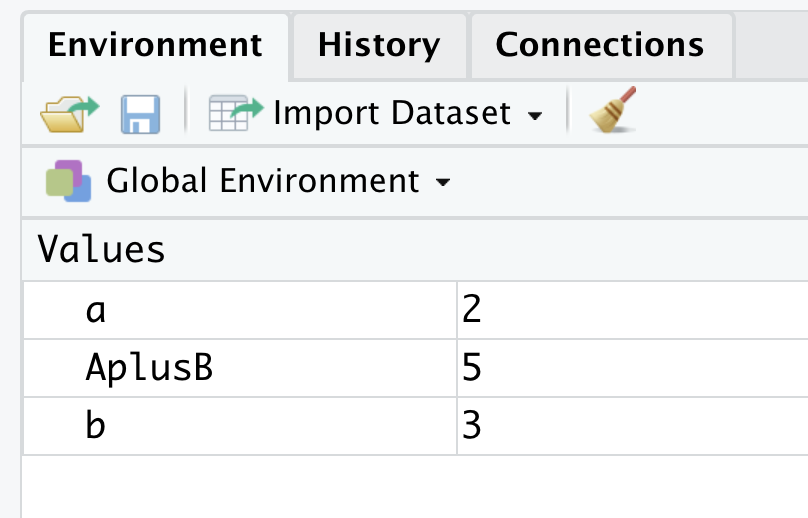 Environment History Connections
Import Dataset
Global Environment
Values
a 2
AplusB 5
b 3